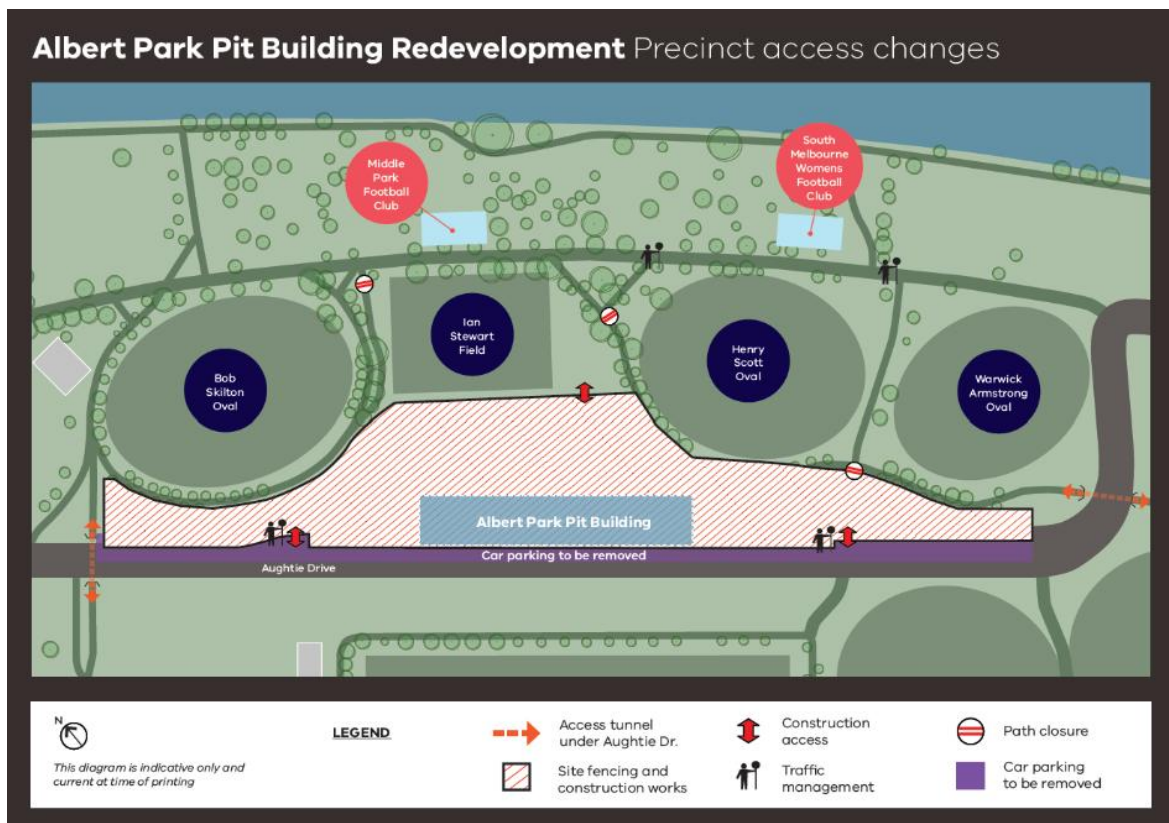 Albert Park Pit Building Redevelopment Precinct access changes
Middle
Park
Football
Club
South
Melbourne
Womens
Football
Club
Bob
Skilton
Oval
Ian
Stewart
Field
Henry
Scott
Oval
Warwick
Armstrong
Oval
Albert Park Pit Building
Car parking to be removed
Aughtie Drive
N
This diagram is indicative only and
current at time of printing
LEGEND
Access tunnel
under Aughtie Dr.
Site fencing and
construction works
Construction
access
Traffic
management
Path closure
Car parking
to be removed